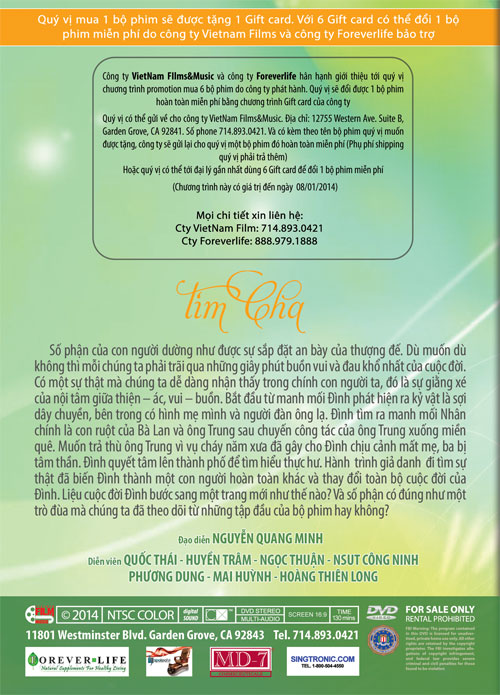 Quý vị mua 1 bộ phim sẽ được tặng 1 Gift card. Với 6 Gift card có thể đổi 1 bộ
phim miễn phí do công ty Vietnam Films và công ty Foreverlife bảo trợ
Công ty VietNam FIlms&Music và công ty Foreverlife hân hạnh giới thiệu tới quý vị
chương trình promotion mua 6 bộ phim do công ty phát hành. Quý vị sẽ đổi được 1 bộ phim
hoàn toàn miễn phí bằng chương trình Gift card của công ty
Quý vị có thể gửi về cho công ty VietNam Films&Music. Địa chỉ: 12755 Western Ave. Suite B,
Garden Grove, CA 92841. Số phone 714.893.0421. Và có kèm theo tên bộ phim quý vị muốn
được tặng, công ty sẽ gửi lại cho quý vị một bộ phim đó hoàn toàn miễn phí (Phụ phí shipping
quý vị phải trả thêm)
Hoặc quý vị có thể tới đại lý gần nhất dùng 6 Gift card để đổi 1 bộ phim miễn phí
(Chương trình này có giá trị đến ngày 08/01/2014)
Mọi chi tiết xin liên hệ:
Cty VietNam Film: 714.893.0421
Cty Foreverlife: 888.979.1888
tìm Cha
Số phận của con người dường như được sự sắp đặt an bày của thượng đế. Dù muốn dù
không thì mỗi chúng ta phải trãi qua những giây phút buồn vui và đau khổ nhất của cuộc đời.
Có một sự thật mà chúng ta dễ dàng nhận thấy trong chính con người ta, đó là sự giằng xé
của nội tâm giữa thiện – ác, vui – buồn. Bắt đầu từ manh mối Đình phát hiện ra kỷ vật là sợi
dây chuyền, bên trong có hình mẹ mình và người đàn ông lạ. Đình tìm ra manh mối Nhân
chính là con ruột của Bà Lan và ông Trung sau chuyến công tác của ông Trung xuống miền
quê. Muốn trả thù ông Trung vì vụ cháy năm xưa đã gây cho Đình chịu cảnh mất mẹ, ba bị
tâm thần. Đình quyết tâm lên thành phố để tìm hiểu thực hư. Hành trình giả danh đi tìm sự
thật đã biến Đình thành một con người hoàn toàn khác và thay đổi toàn bộ cuộc đời của
Đình. Liệu cuộc đời Đình bước sang một trang mới như thế nào? Và số phận có đúng như một
trò đùa mà chúng ta đã theo dõi từ những tập đầu của bộ phim hay không?
Đạo diễn NGUYỄN QUANG MINH
Diễn viên QUỐC THÁI - HUYỀN TRÂM - NGỌC THUẬN - NSUT CÔNG NINH
PHƯƠNG DUNG - MAI HUỲNH - HOÀNG THIÊN LONG
FILM © 2014 NTSC COLOR digital SOUND DVD STEREO MULTI-AUDIO SCREEN 16:9 TIME 130 mins DVD VIDEO FOR SALE ONLY
RENTAL PROHIBITED
11801 Westminster Blvd. Garden Grove, CA 92843 Tel. 714.893.0421
FOREVER LIFE
Natural Supplements For Healthy Living
MD-7
SINGTRONIC.COM
TEL. 1-800-504-4550